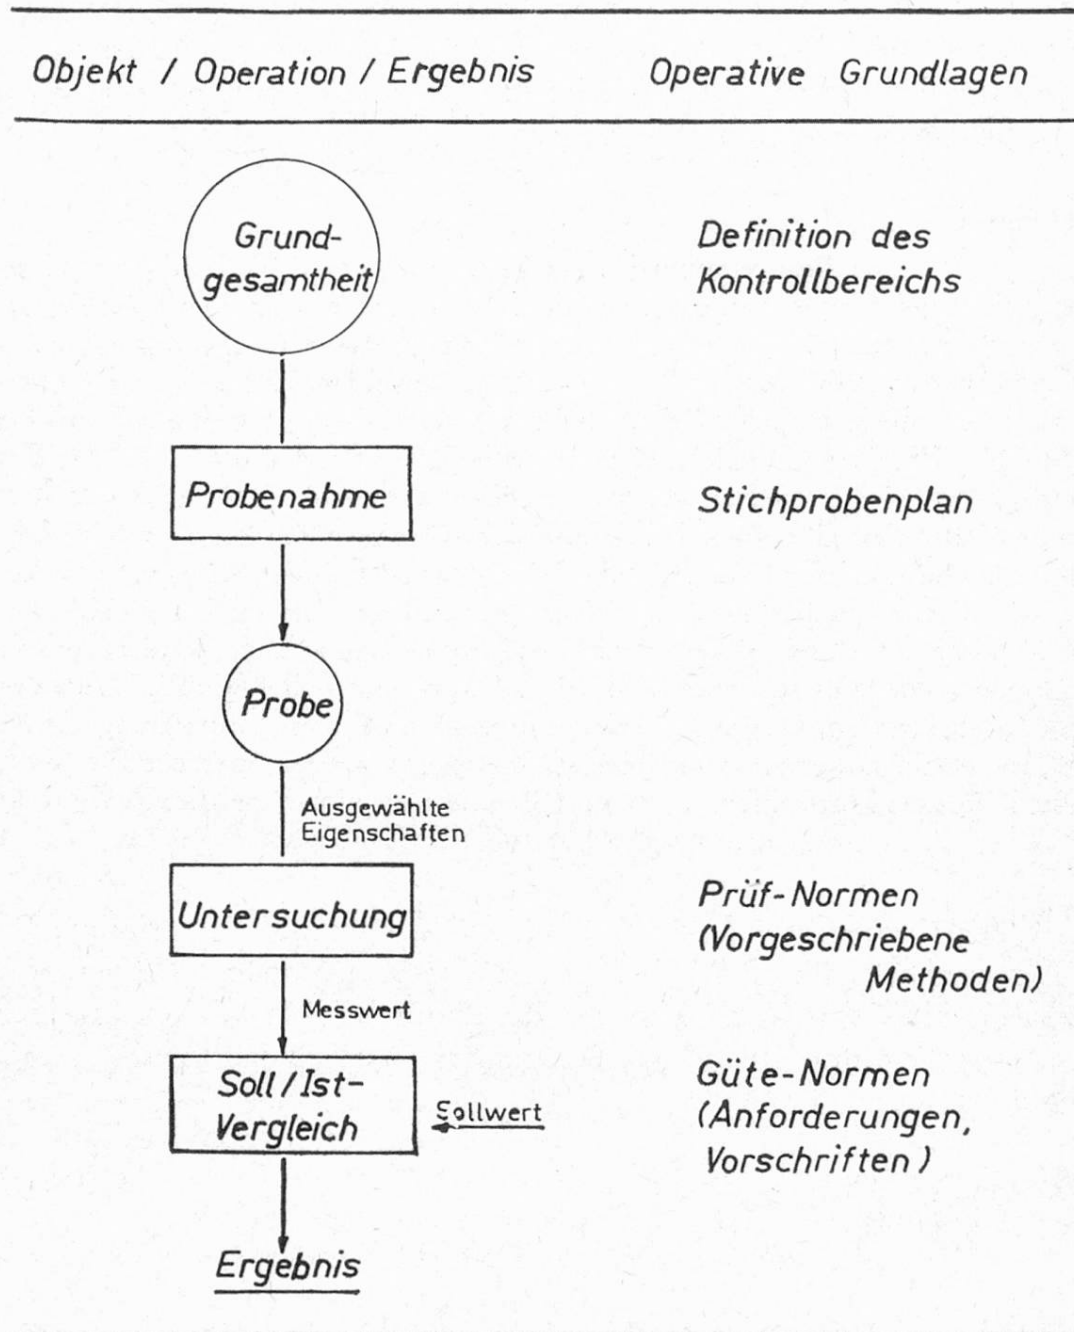 Objekt / Operation / Ergebnis
Operative Grundlagen
Grund-
gesamtheit
Definition des
Kontrollbereichs
Probenahme
Stichprobenplan
Probe
Ausgewählte
Eigenschaften
Untersuchung
Prüf-Normen
(Vorgeschriebene
Methoden)
Messwert
Soll/Ist-
Vergleich
Sollwert
Güte-Normen
(Anforderungen,
Vorschriften)
Ergebnis